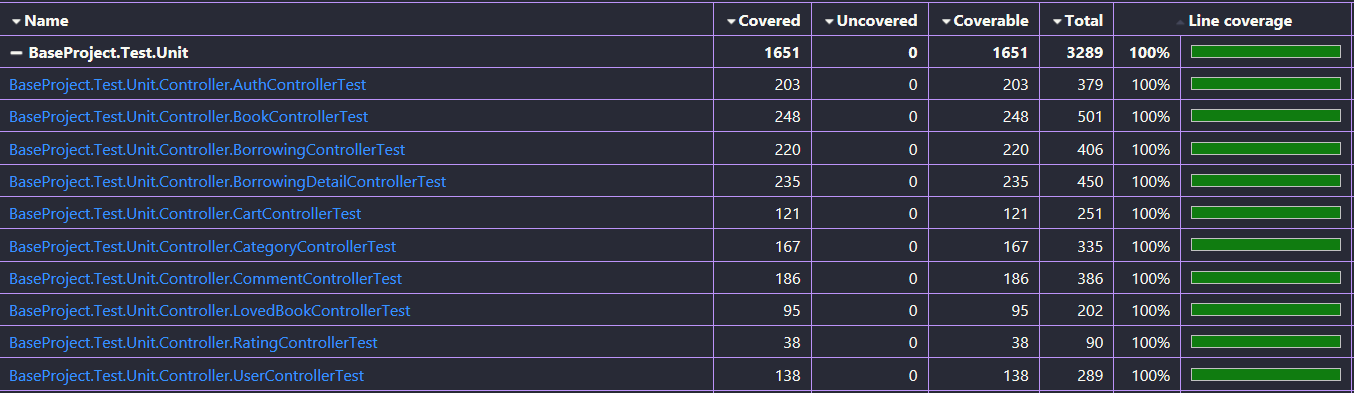 Name Covered Uncovered Coverable Total Line coverage
BaseProject.Test.Unit 1651 0 1651 3289 100%
BaseProject.Test.Unit.Controller.AuthControllerTest 203 0 203 379 100%
BaseProject.Test.Unit.Controller.BookControllerTest 248 0 248 501 100%
BaseProject.Test.Unit.Controller.BorrowingControllerTest 220 0 220 406 100%
BaseProject.Test.Unit.Controller.BorrowingDetailControllerTest 235 0 235 450 100%
BaseProject.Test.Unit.Controller.CartControllerTest 121 0 121 251 100%
BaseProject.Test.Unit.Controller.CategoryControllerTest 167 0 167 335 100%
BaseProject.Test.Unit.Controller.CommentControllerTest 186 0 186 386 100%
BaseProject.Test.Unit.Controller.LovedBookControllerTest 95 0 95 202 100%
BaseProject.Test.Unit.Controller.RatingControllerTest 38 0 38 90 100%
BaseProject.Test.Unit.Controller.UserControllerTest 138 0 138 289 100%